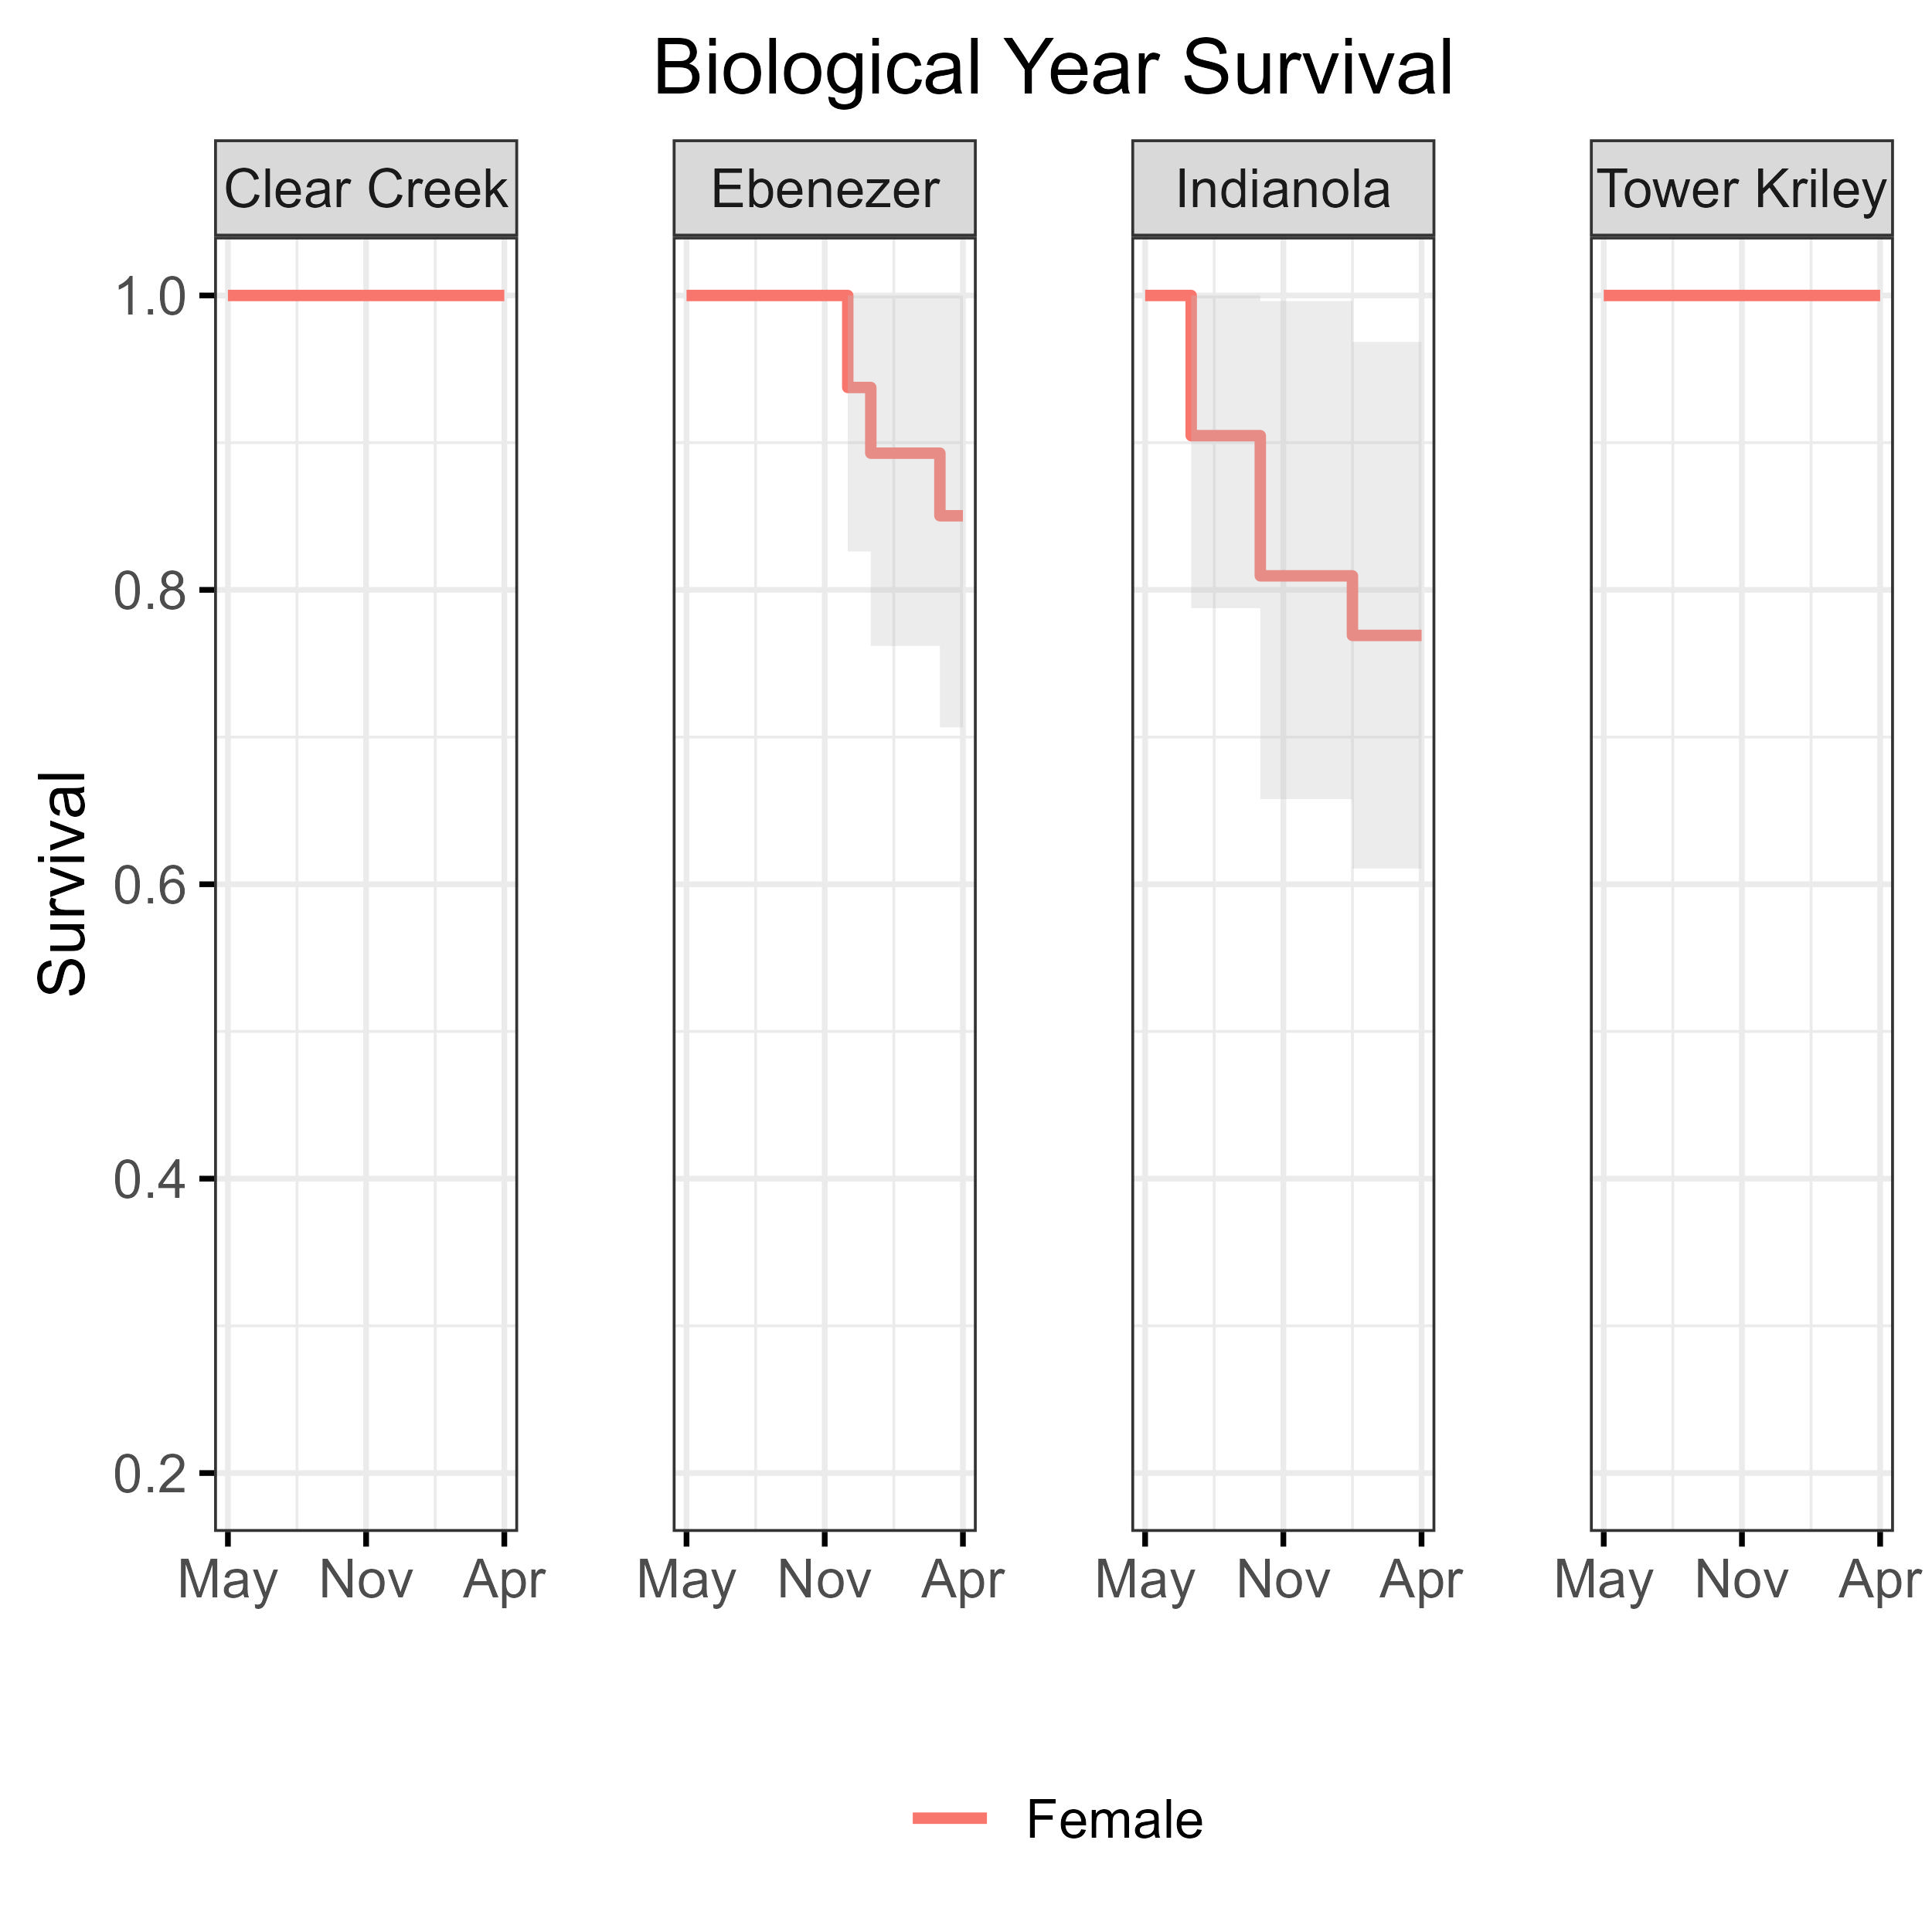 Biological Year Survival
Clear Creek Ebenezer Indianola Tower Kriley
1.0
0.8
0.6
0.4
0.2
Survival
May Nov Apr May Nov Apr May Nov Apr May Nov Apr
Female